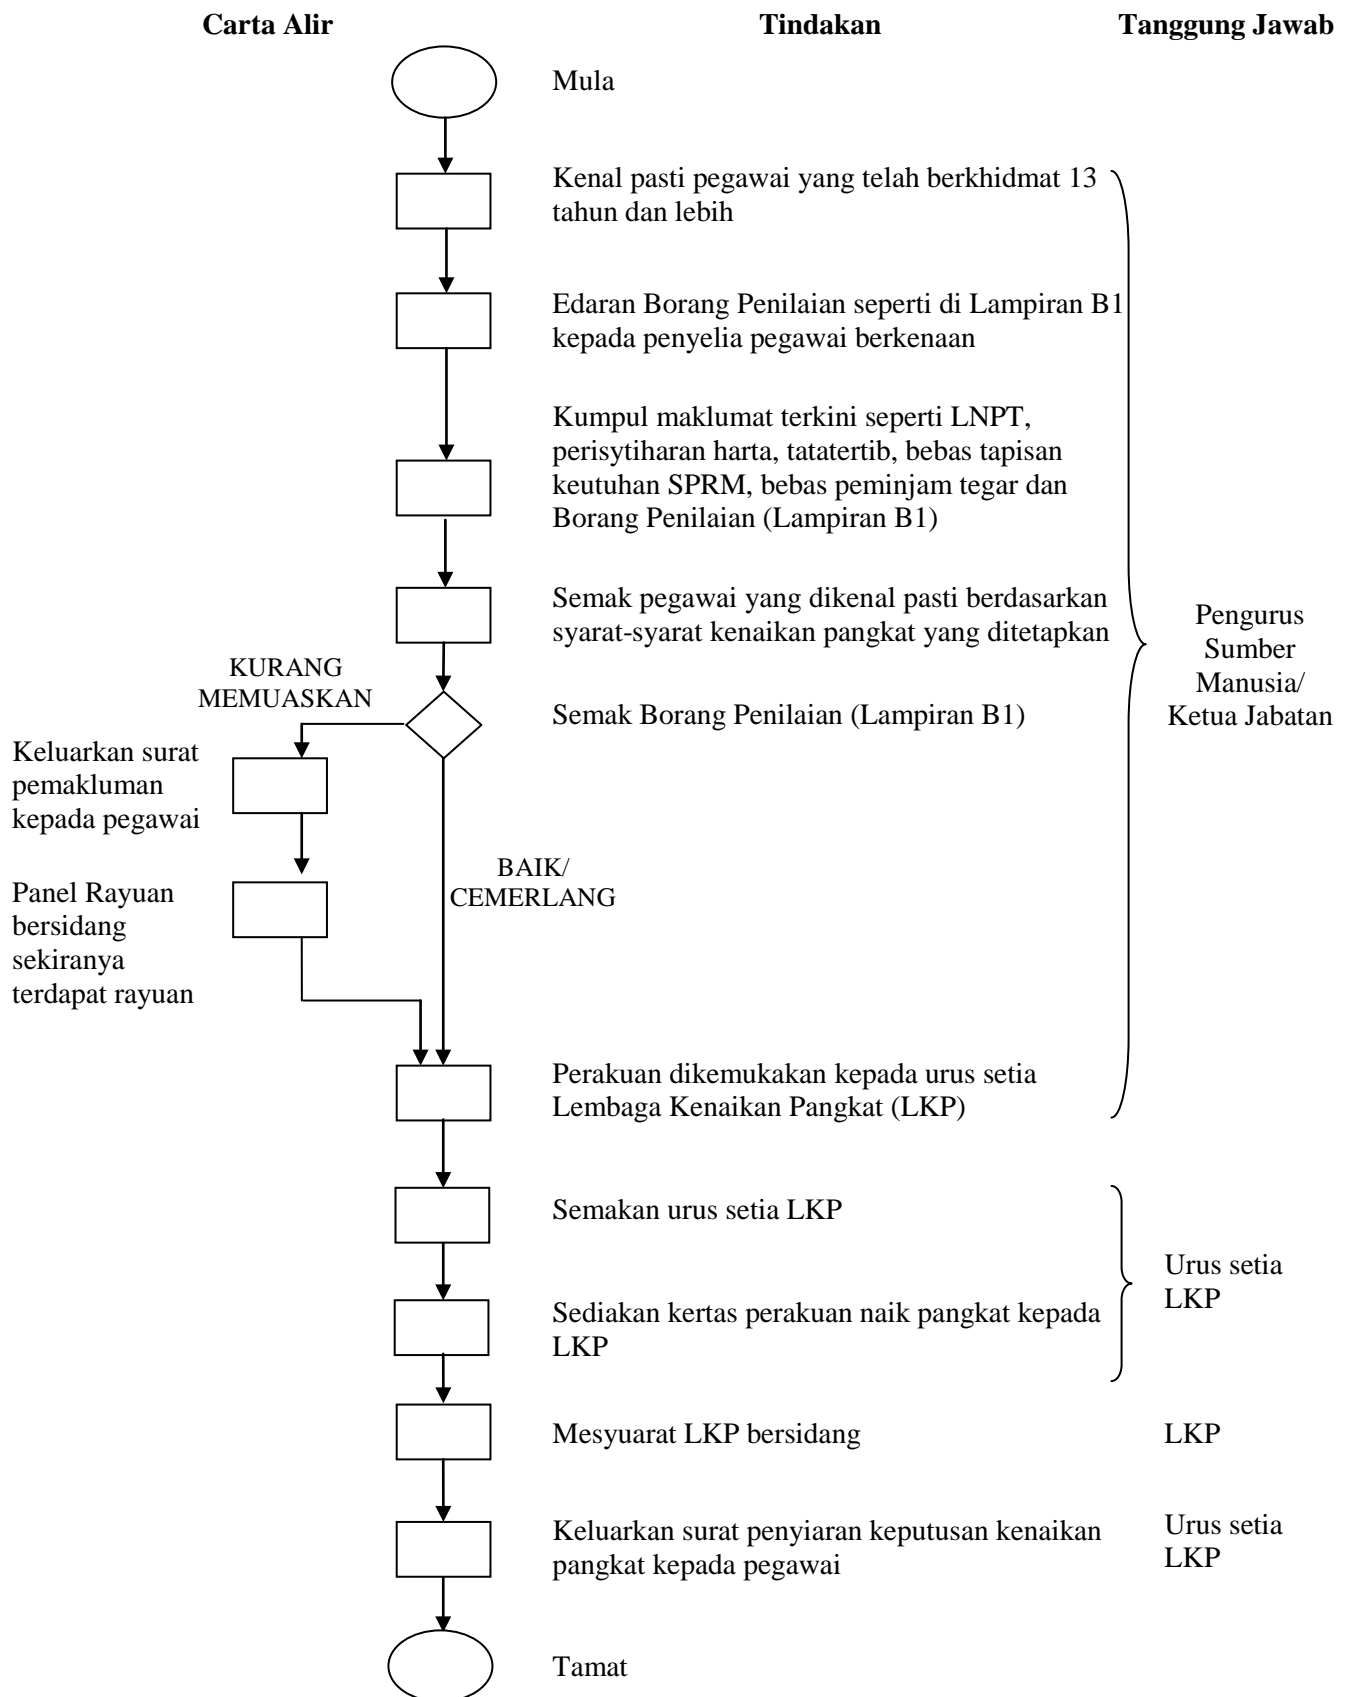 Carta Alir
Tindakan
Tanggung Jawab
Mula
Kenal pasti pegawai yang telah berkhidmat 13
tahun dan lebih
Edaran Borang Penilaian seperti di Lampiran B1
kepada penyelia pegawai berkenaan
Kumpul maklumat terkini seperti LNPT,
perisytiharan harta, tatatertib, bebas tapisan
keutuhan SPRM, bebas peminjam tegar dan
Borang Penilaian (Lampiran B1)
Semak pegawai yang dikenal pasti berdasarkan
syarat-syarat kenaikan pangkat yang ditetapkan
Pengurus
Sumber
Manusia/
Ketua Jabatan
KURANG
MEMUASKAN
Semak Borang Penilaian (Lampiran B1)
Keluarkan surat
pemakluman
kepada pegawai
BAIK/
CEMERLANG
Panel Rayuan
bersidang
sekiranya
terdapat rayuan
Perakuan dikemukakan kepada urus setia
Lembaga Kenaikan Pangkat (LKP)
Semakan urus setia LKP
Urus setia
LKP
Sediakan kertas perakuan naik pangkat kepada
LKP
Mesyuarat LKP bersidang
LKP
Keluarkan surat penyiaran keputusan kenaikan
pangkat kepada pegawai
Urus setia
LKP
Tamat